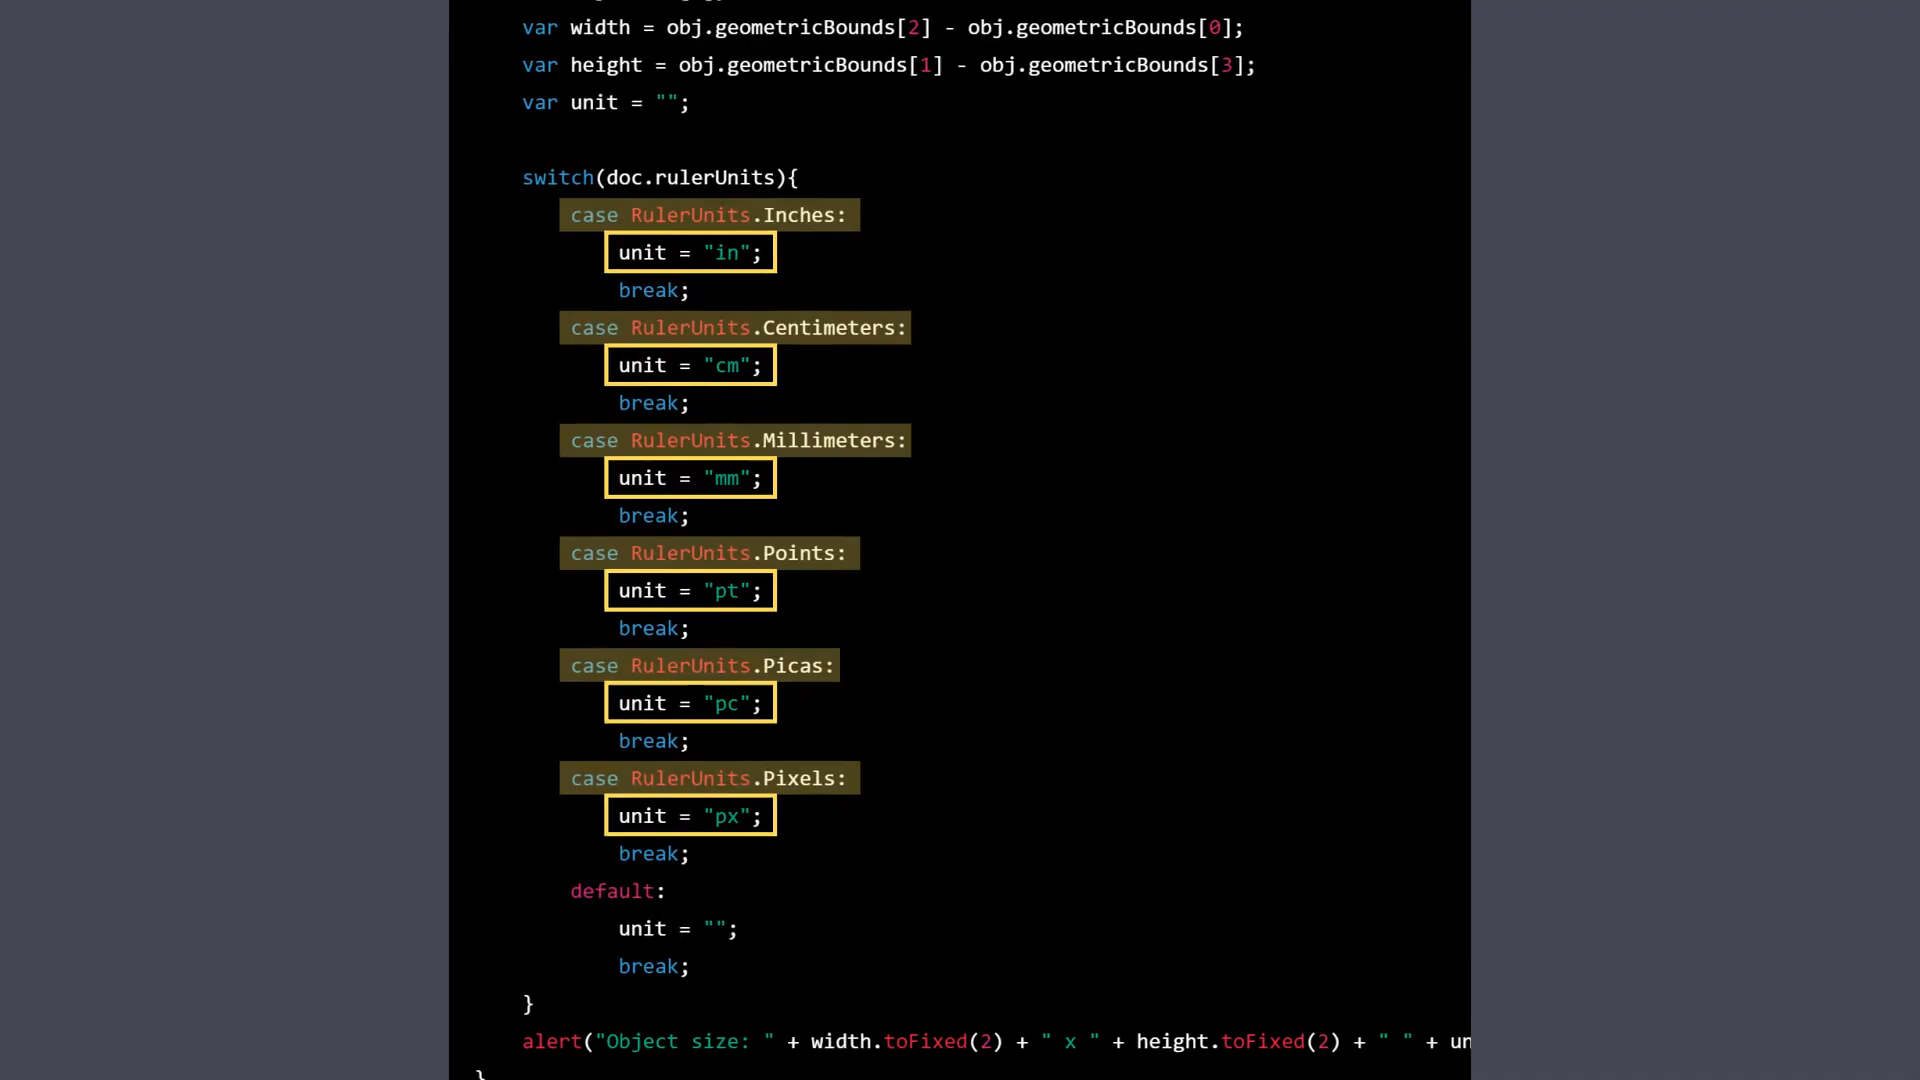 var width = obj.geometricBounds[2] - obj.geometricBounds[0];
var height = obj.geometricBounds[1] - obj.geometricBounds[3];
var unit = "";
switch(doc.rulerUnits){
case RulerUnits.Inches:
unit = "in";
break;
case RulerUnits.Centimeters:
unit = "cm";
break;
case RulerUnits.Millimeters:
unit = "mm";
break;
case RulerUnits.Points:
unit = "pt";
break;
case RulerUnits.Picas:
unit = "pc";
break;
case RulerUnits.Pixels:
unit = "px";
break;
default:
unit = "";
break;
}
alert("Object size: " + width.toFixed(2) + " x " + height.toFixed(2) + " " + un
}